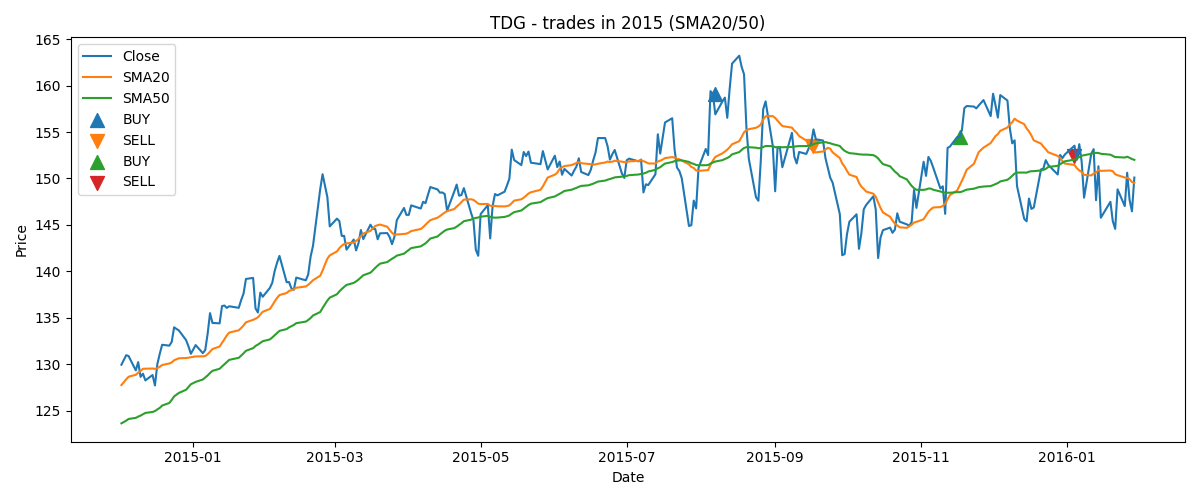 TDG - trades in 2015 (SMA20/50)
Close
SMA20
SMA50
BUY
SELL
BUY
SELL
Price
165
160
155
150
145
140
135
130
125
2015-01 2015-03 2015-05 2015-07 2015-09 2015-11 2016-01
Date